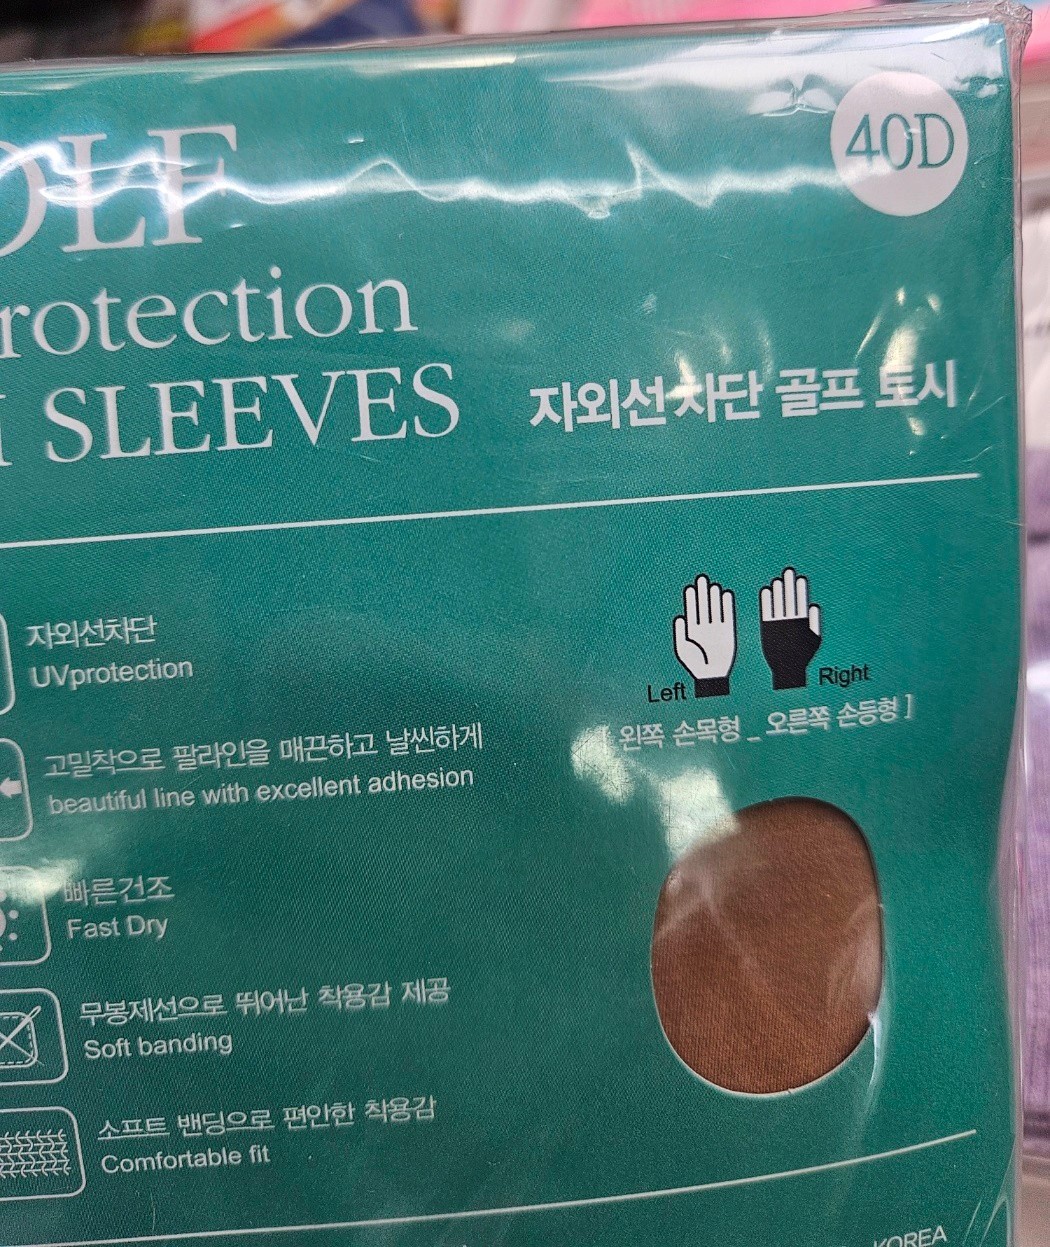 40D
OLF
rotection
SLEEVES
자외선 차단 골프 토시
자외선차단
UVprotection
Left
Right
[ 왼쪽 손목형 _ 오른쪽 손등형 ]
고밀착으로 팔라인을 매끈하고 날씬하게
beautiful line with excellent adhesion
빠른건조
Fast Dry
무봉제선으로 뛰어난 착용감 제공
Soft banding
소프트 밴딩으로 편안한 착용감
Comfortable fit
KOREA